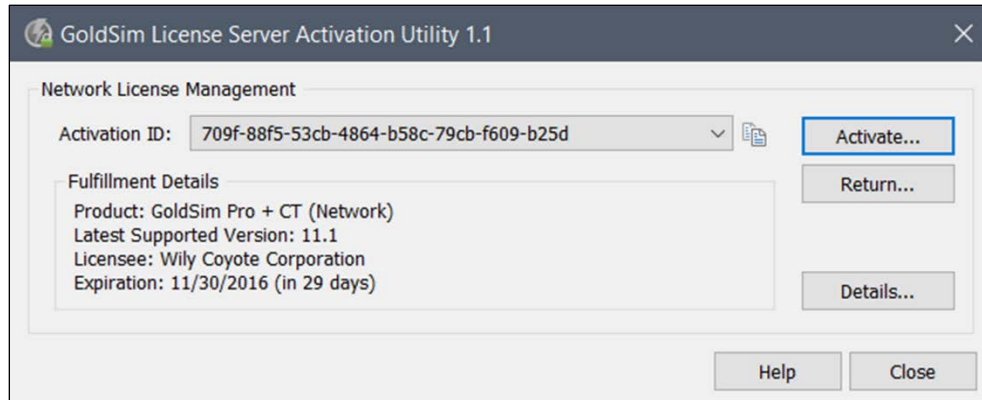 GoldSim License Server Activation Utility 1.1
Network License Management
Activation ID: 709f-88f5-53cb-4864-b58c-79cb-f609-b25d
Activate...
Fulfillment Details
Return...
Product: GoldSim Pro + CT (Network)
Latest Supported Version: 11.1
Licensee: Wily Coyote Corporation
Expiration: 11/30/2016 (in 29 days)
Details...
Help
Close